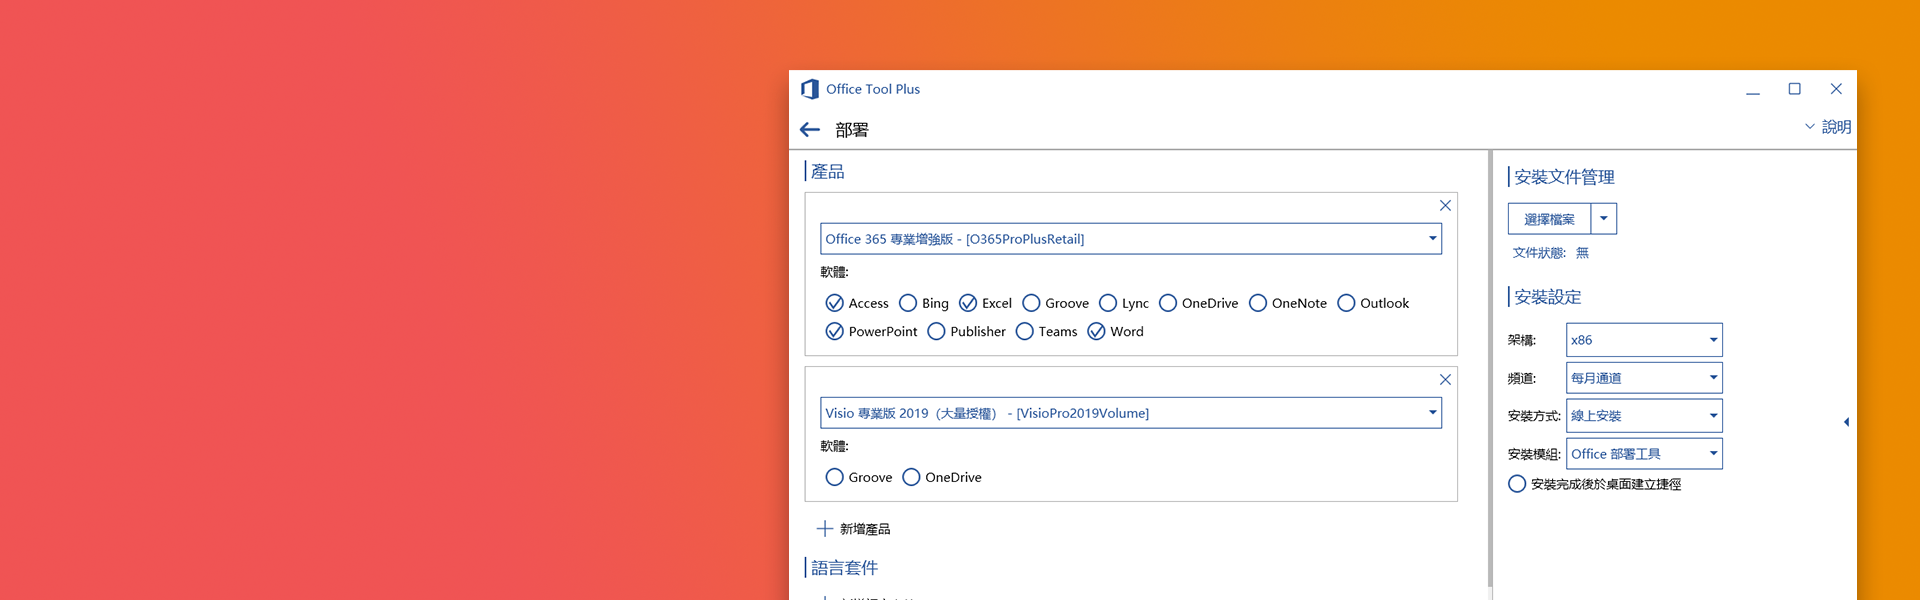 Office Tool Plus
部署
說明
產品
Office 365 專業增強版 - [O365ProPlusRetail]
軟體:
Access Bing Excel Groove Lync OneDrive OneNote Outlook
PowerPoint Publisher Teams Word
Visio 專業版 2019（大量授權） - [VisioPro2019Volume]
軟體:
Groove OneDrive
新增產品
語言套件
安裝文件管理
選擇檔案
文件狀態: 無
安裝設定
架構: x86
頻道: 每月通道
安裝方式: 線上安裝
安裝模組: Office 部署工具
安裝完成後於桌面建立捷徑